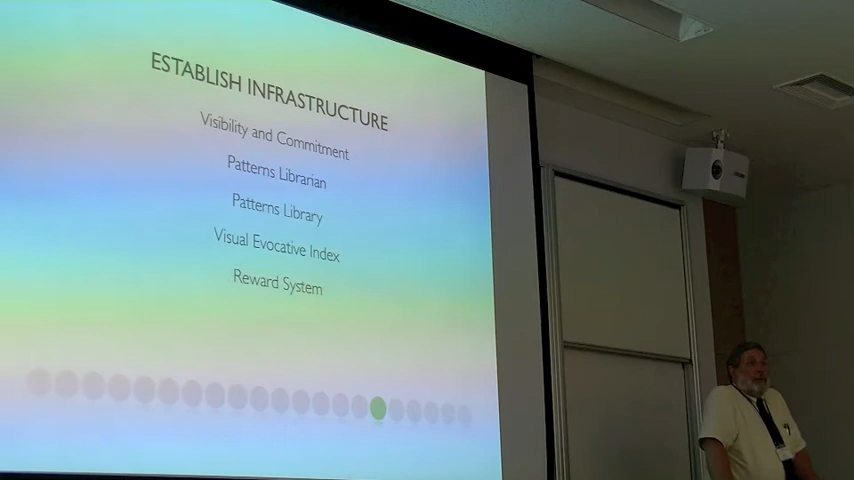 ESTABLISH INFRASTRUCTURE
Visibility and Commitment
Patterns Librarian
Patterns Library
Visual Evocative Index
Reward System